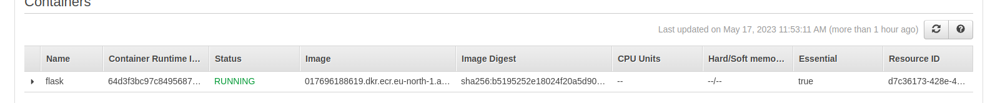 Containers
Last updated on May 17, 2023 11:53:11 AM (more than 1 hour ago)
Name Container Runtime I... Status Image Image Digest CPU Units Hard/Soft memo... Essential Resource ID
flask 64d3f3bc97c8495687... RUNNING 017696188619.dkr.ecr.eu-north-1.a... sha256:b5195252e18024f20a5d90... -- --/-- true d7c36173-428e-4...